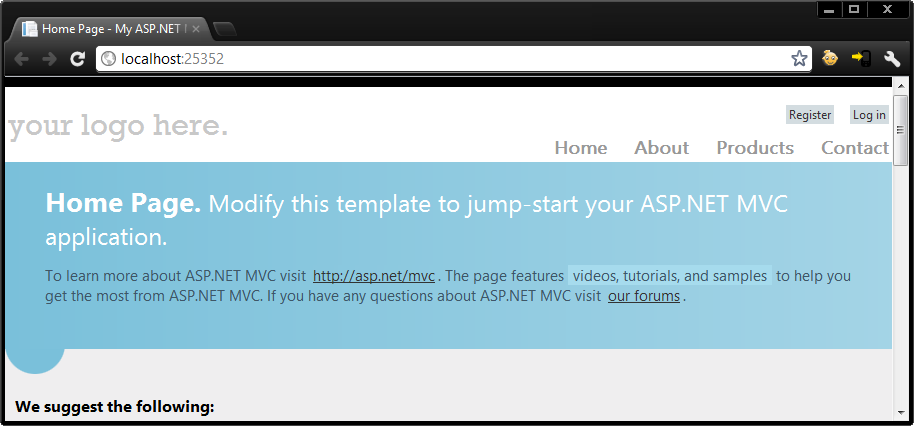 Home Page - My ASP.NET
localhost:25352
Register Log in
your logo here.
Home About Products Contact
Home Page. Modify this template to jump-start your ASP.NET MVC
application.
To learn more about ASP.NET MVC visit http://asp.net/mvc. The page features videos, tutorials, and samples to help you
get the most from ASP.NET MVC. If you have any questions about ASP.NET MVC visit our forums.
We suggest the following: